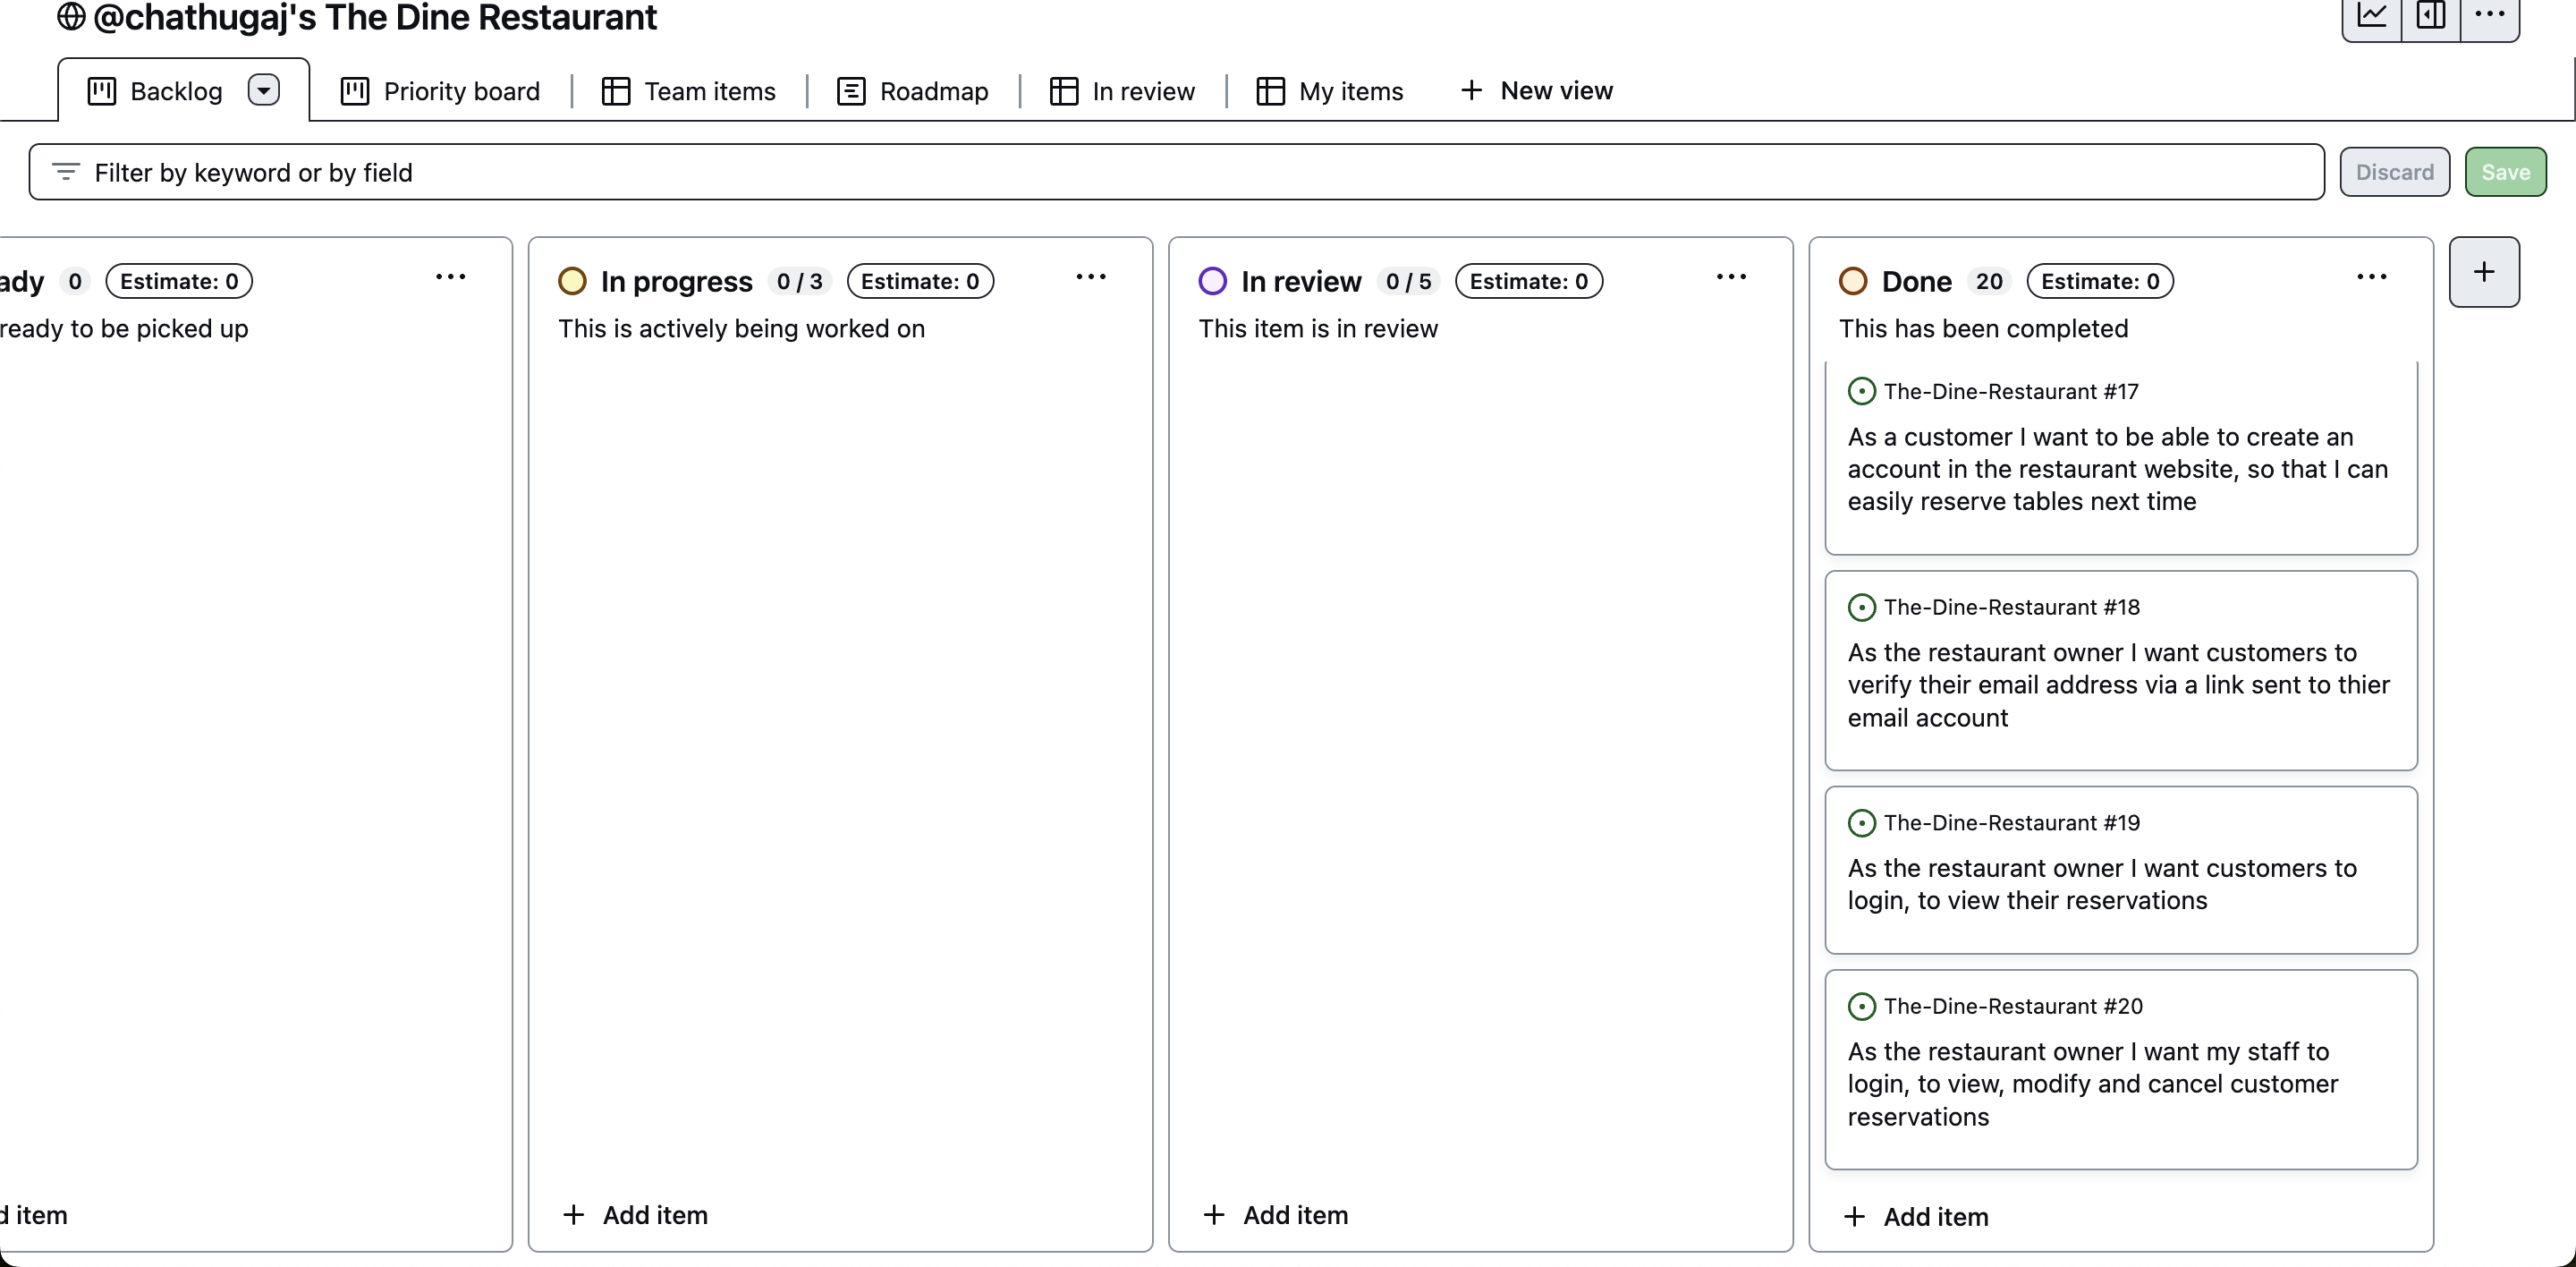 @chathugaj's The Dine Restaurant
Backlog
Priority board
Team items
Roadmap
In review
My items
New view
Filter by keyword or by field
Discard
Save
ady 0 Estimate: 0
ready to be picked up
d item
In progress 0 / 3 Estimate: 0
This is actively being worked on
Add item
In review 0 / 5 Estimate: 0
This item is in review
Add item
Done 20 Estimate: 0
This has been completed
The-Dine-Restaurant #17
As a customer I want to be able to create an
account in the restaurant website, so that I can
easily reserve tables next time
The-Dine-Restaurant #18
As the restaurant owner I want customers to
verify their email address via a link sent to thier
email account
The-Dine-Restaurant #19
As the restaurant owner I want customers to
login, to view their reservations
The-Dine-Restaurant #20
As the restaurant owner I want my staff to
login, to view, modify and cancel customer
reservations
Add item